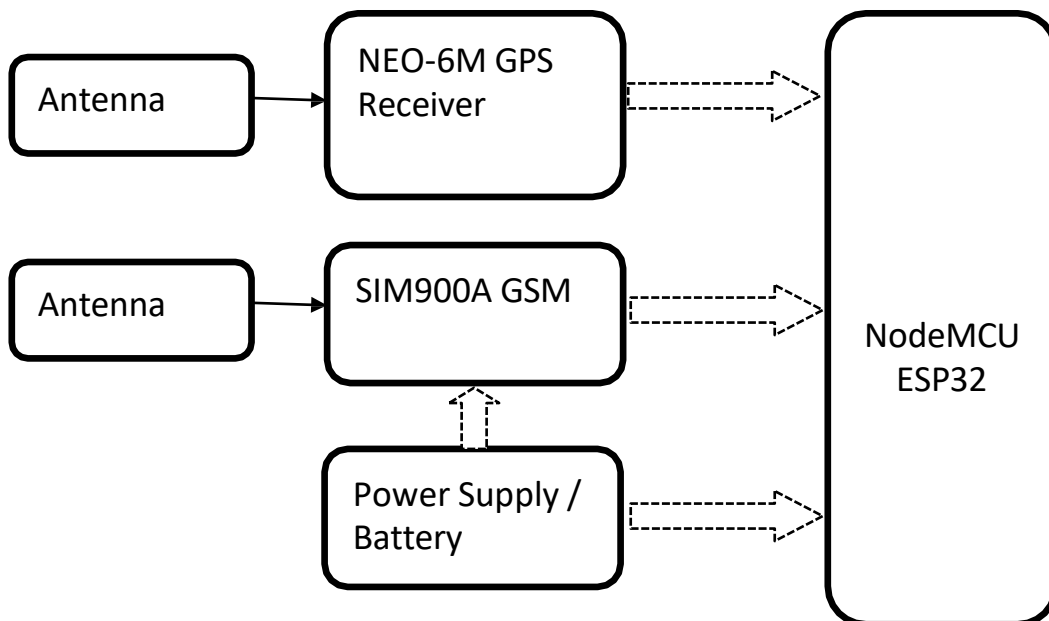 Antenna
NEO-6M GPS
Receiver
Antenna
SIM900A GSM
NodeMCU
ESP32
Power Supply /
Battery